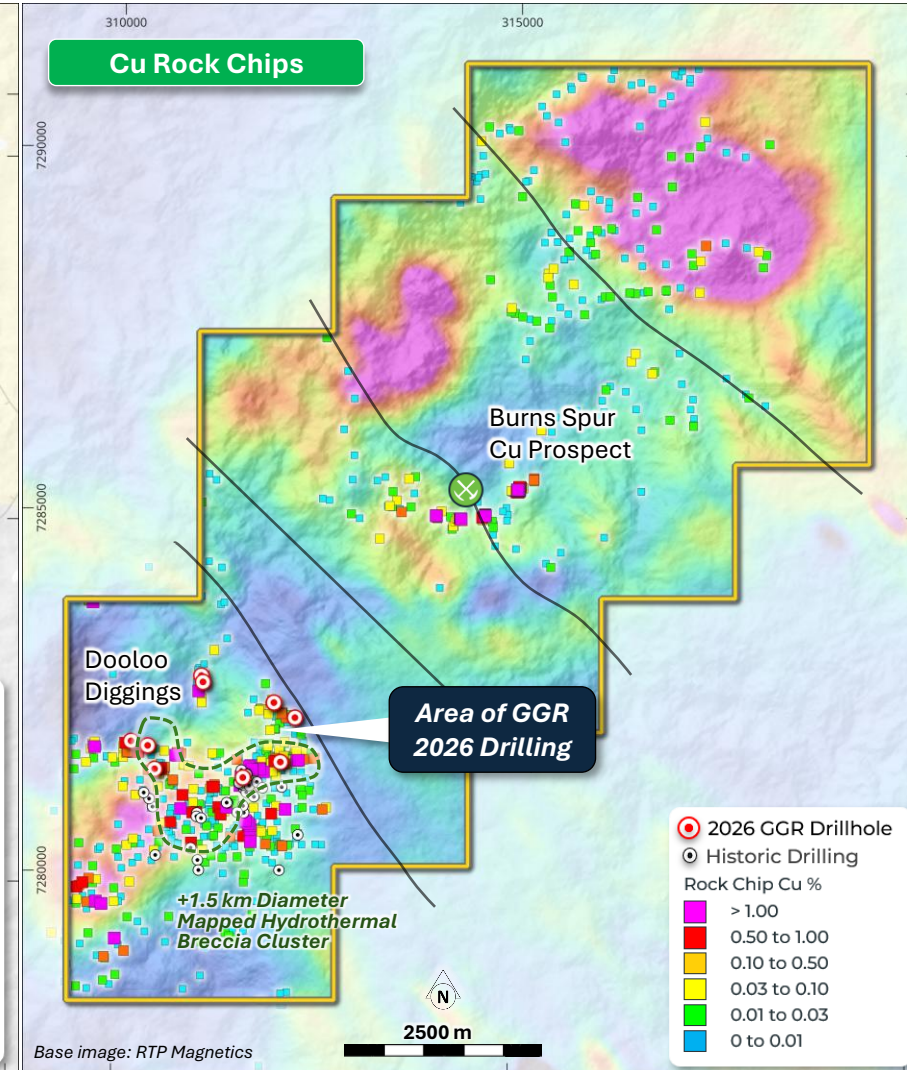 310000
315000
Cu Rock Chips
7290000
Burns Spur
Cu Prospect
7285000
Dooloo
Diggings
Area of GGR
2026 Drilling
7280000
+1.5 km Diameter
Mapped Hydrothermal
Breccia Cluster
2026 GGR Drillhole
Historic Drilling
Rock Chip Cu %
> 1.00
0.50 to 1.00
0.10 to 0.50
0.03 to 0.10
0.01 to 0.03
0 to 0.01
N
2500 m
Base image: RTP Magnetics